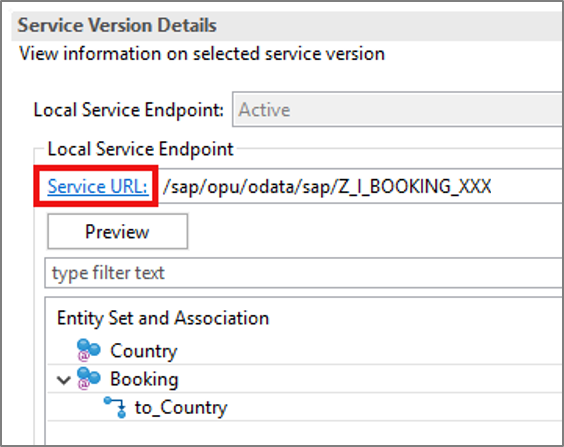 Service Version Details
View information on selected service version
Local Service Endpoint: Active
Local Service Endpoint
Service URL: /sap/opu/odata/sap/Z_I_BOOKING_XXX
Preview
type filter text
Entity Set and Association
Country
Booking
to_Country